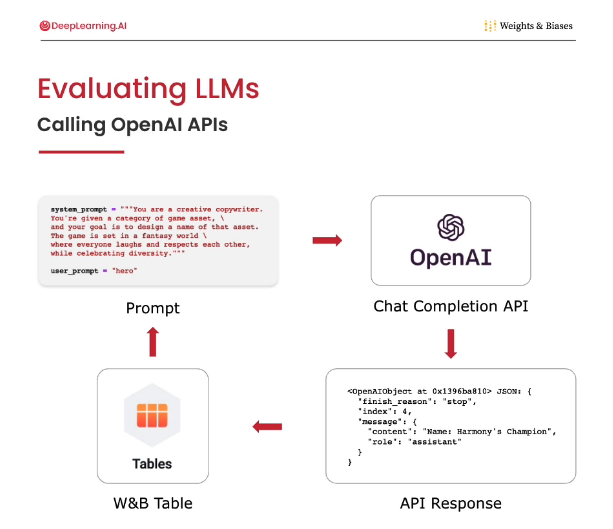 DeepLearning.AI
Weights & Biases
Evaluating LLMs
Calling OpenAI APIs
system_prompt = """You are a creative copywriter.
You're given a category of game asset, \
and your goal is to design a name of that asset.
The game is set in a fantasy world \
where everyone laughs and respects each other,
while celebrating diversity."""
user_prompt = "hero"
Prompt
OpenAI
Chat Completion API
<OpenAIObject at 0x1396ba810> JSON: {
"finish_reason": "stop",
"index": 4,
"message": {
"content": "Name: Harmony's Champion",
"role": "assistant"
}
}
API Response
Tables
W&B Table